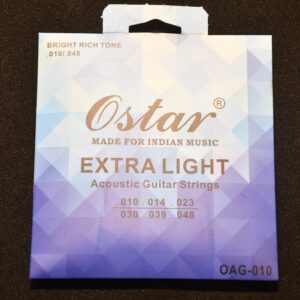 BRIGHT RICH TONE
.010/.048
Ostar®
MADE FOR INDIAN MUSIC
EXTRA LIGHT
Acoustic Guitar Strings
.010 .014 .023
.030 .039 .048
OAG-010